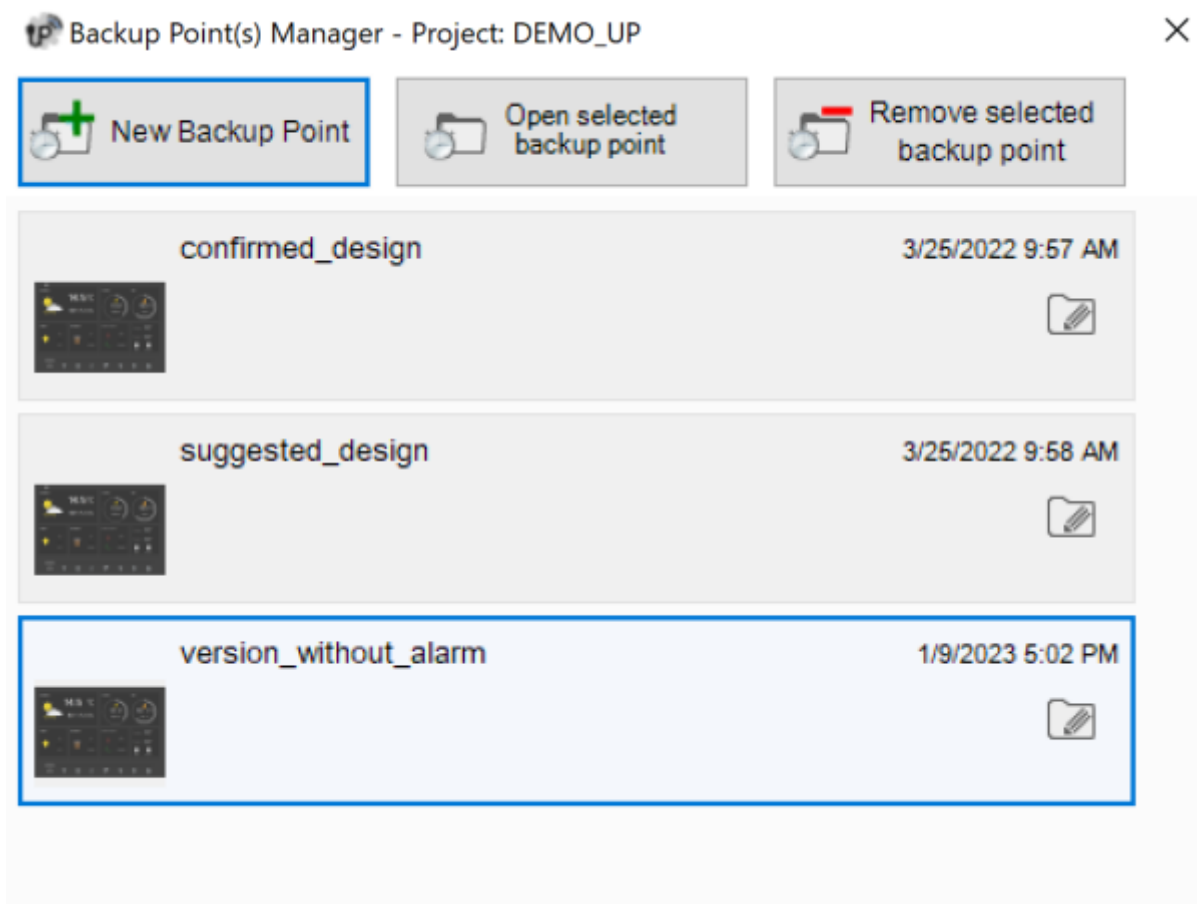 Backup Point(s) Manager - Project: DEMO_UP
New Backup Point
Open selected
backup point
Remove selected
backup point
confirmed_design
3/25/2022 9:57 AM
suggested_design
3/25/2022 9:58 AM
version_without_alarm
1/9/2023 5:02 PM